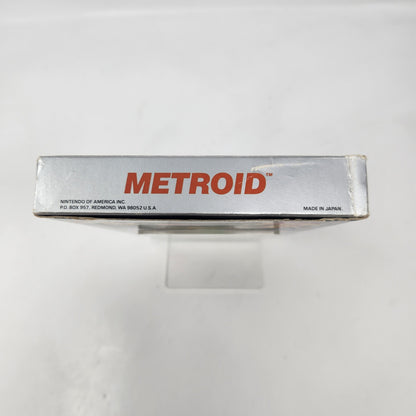 METROID™
NINTENDO OF AMERICA INC.
P.O. BOX 957, REDMOND, WA 98052 U.S.A.
MADE IN JAPAN.